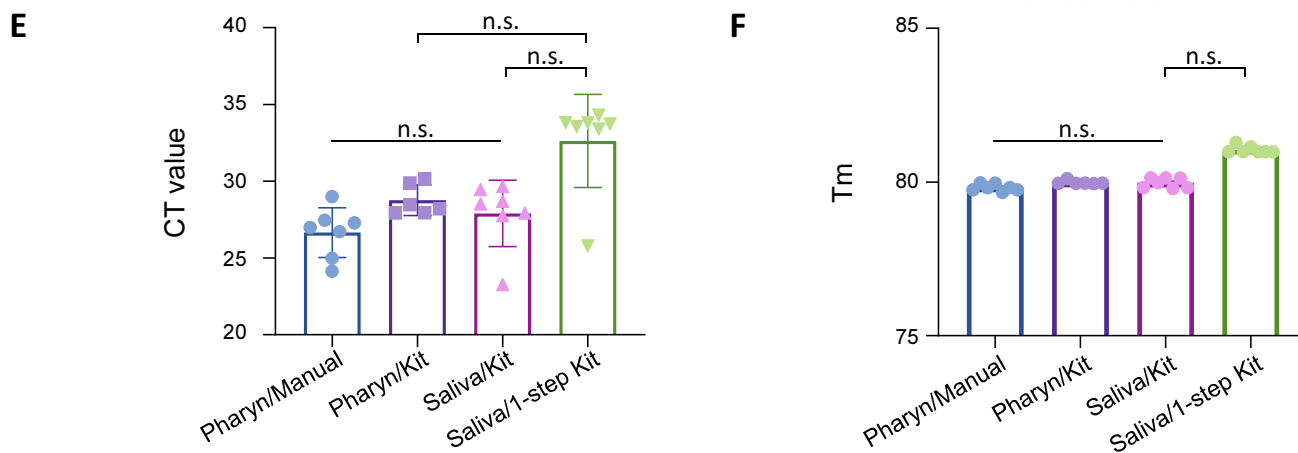 E
CT value
40
35
30
25
20
n.s.
n.s.
n.s.
Pharyn/Manual
Pharyn/Kit
Saliva/Kit
Saliva/1-step Kit
F
Tm
85
80
75
n.s.
n.s.
Pharyn/Manual
Pharyn/Kit
Saliva/Kit
Saliva/1-step Kit